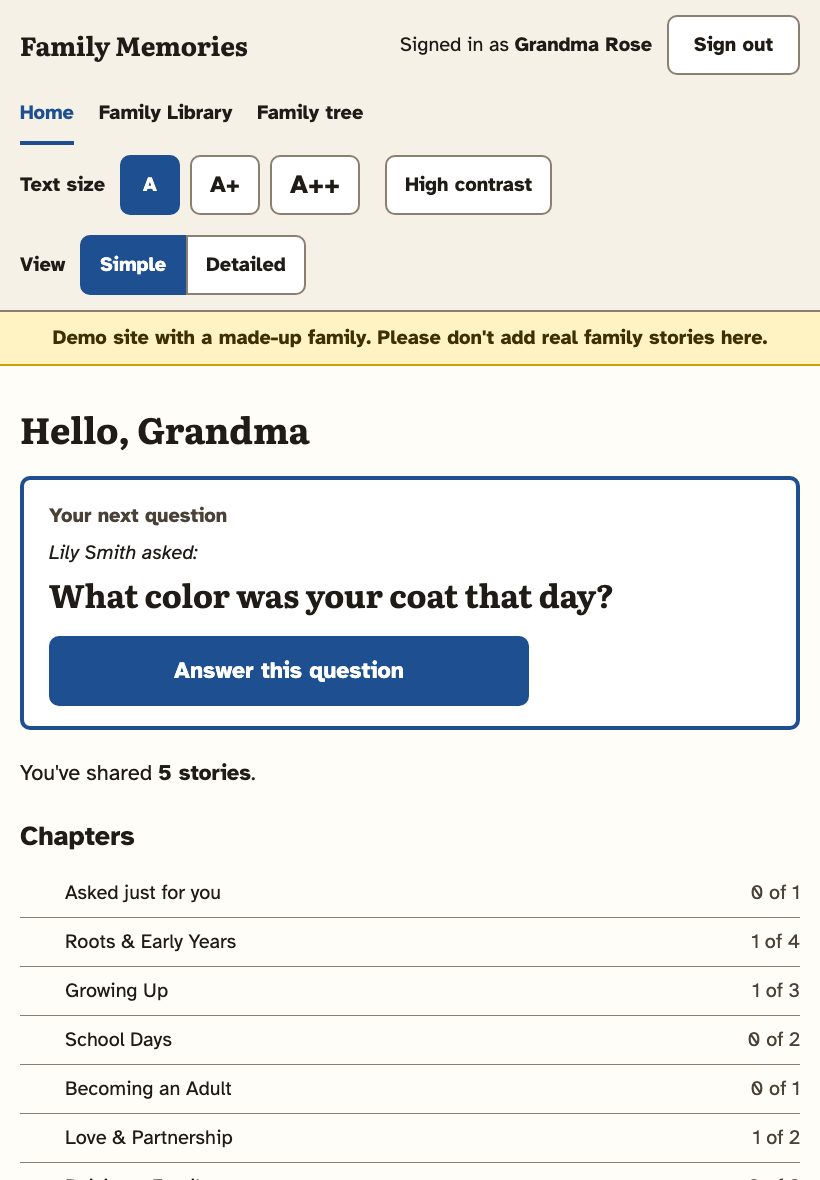 Family Memories
Signed in as Grandma Rose
Sign out
Home Family Library Family tree
Text size A A+ A++ High contrast
View Simple Detailed
Demo site with a made-up family. Please don't add real family stories here.
Hello, Grandma
Your next question
Lily Smith asked:
What color was your coat that day?
Answer this question
You've shared 5 stories.
Chapters
Asked just for you 0 of 1
Roots & Early Years 1 of 4
Growing Up 1 of 3
School Days 0 of 2
Becoming an Adult 0 of 1
Love & Partnership 1 of 2